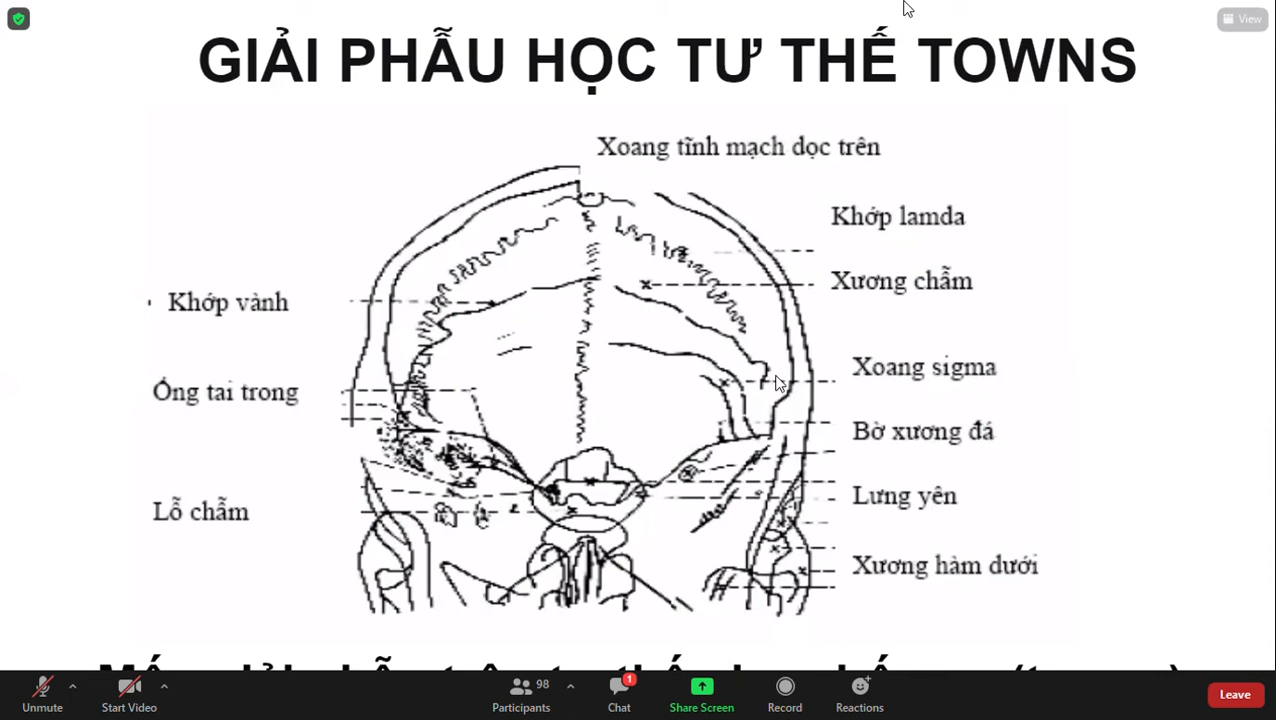 View
GIẢI PHẪU HỌC TƯ THẾ TOWNS
Xoang tĩnh mạch dọc trên
Khớp lamda
Xương chẫm
Khớp vành
Xoang sigma
Ống tai trong
Bờ xương đá
Lưng yên
Lỗ chẫm
Xương hàm dưới
Unmute
Start Video
98
Participants
1
Chat
Share Screen
Record
Reactions
Leave